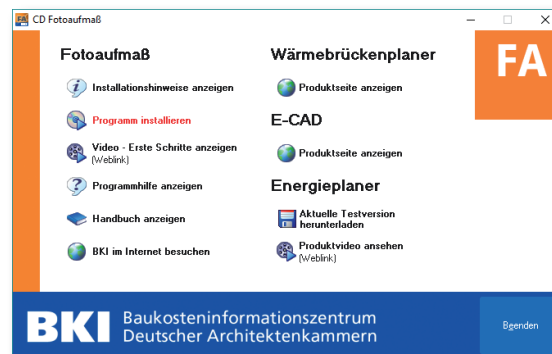 FA CD Fotoaufmaß
Fotoaufmaß
Installationshinweise anzeigen
Programm installieren
Video - Erste Schritte anzeigen
(Weblink)
Programmhilfe anzeigen
Handbuch anzeigen
BKI im Internet besuchen
Wärmebrückenplaner
Produktseite anzeigen
E-CAD
Produktseite anzeigen
Energieplaner
Aktuelle Testversion
herunterladen
Produktvideo ansehen
(Weblink)
FA
BKI
Baukosteninformationszentrum
Deutscher Architektenkammern
Beenden